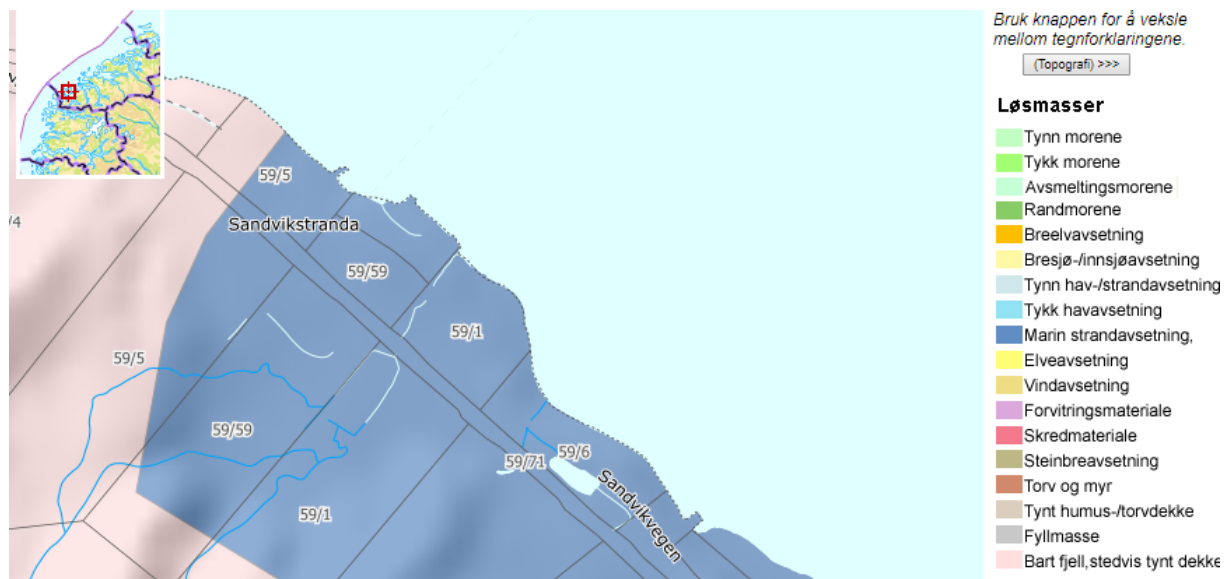 Bruk knappen for å veksle
mellom tegnforklaringene.
(Topografi) >>>
Løsmasser
Tynn morene
Tykk morene
Avsmeltingsmorene
Randmorene
Breelvavsetning
Bresjø-/innsjøavsetning
Tynn hav-/strandavsetning
Tykk havavsetning
Marin strandavsetning,
Elveavsetning
Vindavsetning
Forvitringsmateriale
Skredmateriale
Steinbreavsetning
Torv og myr
Tynt humus-/torvdekke
Fyllmasse
Bart fjell,stedvis tynt dekke
59/5
/4
Sandvikstranda
59/59
59/1
59/5
59/59
59/6
59/71
Sandvikvegen
59/1